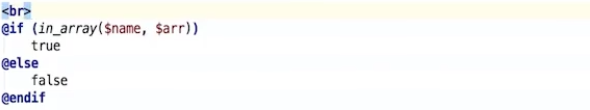 <br>
@if (in_array($name, $arr))
    true
@else
    false
@endif